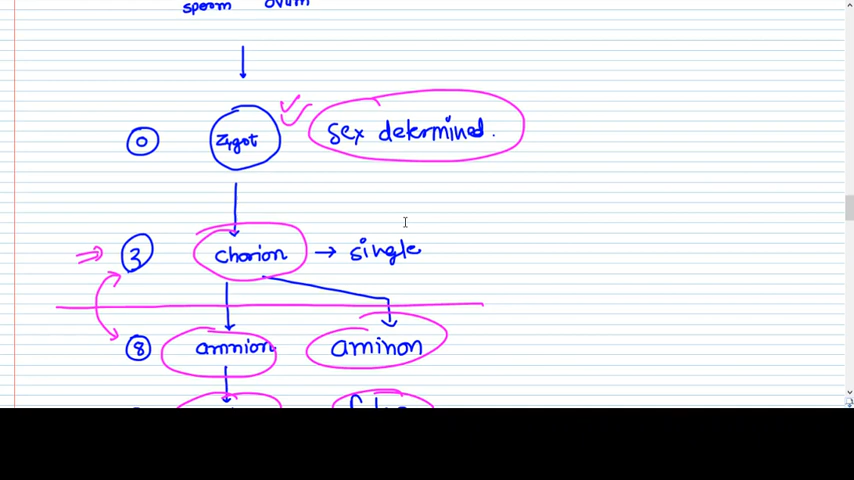 sperm ovum
0 Zygot sex determined.
3 chorion → single
8 amnion aminon